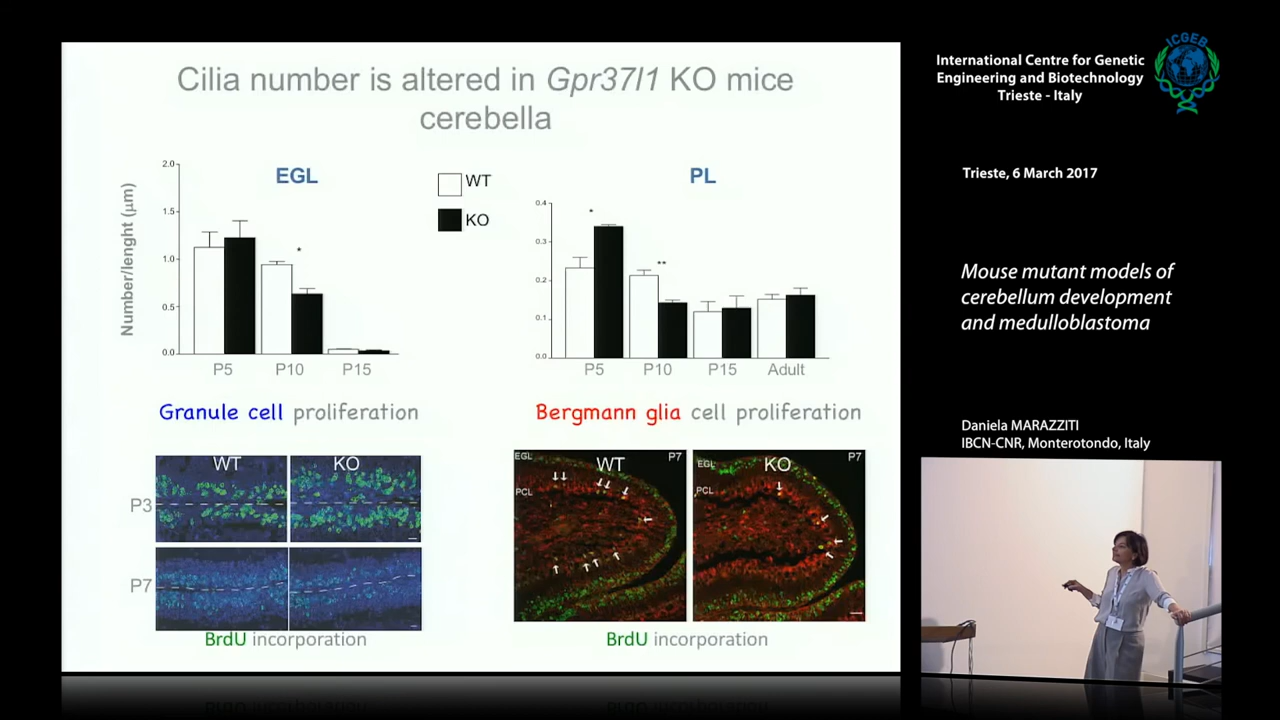 Cilia number is altered in Gpr37l1 KO mice
cerebella
EGL
PL
WT
KO
Number/lenght (µm)
2.0
1.5
1.0
0.5
0.0
P5
P10
P15
*
0.4
0.3
0.2
0.1
0.0
*
**
P5
P10
P15
Adult
Granule cell proliferation
Bergmann glia cell proliferation
WT
KO
P3
P7
BrdU incorporation
EGL
WT
P7
PCL
EGL
KO
P7
PCL
BrdU incorporation
International Centre for Genetic
Engineering and Biotechnology
Trieste - Italy
ICGEB
Trieste, 6 March 2017
Mouse mutant models of
cerebellum development
and medulloblastoma
Daniela MARAZZITI
IBCN-CNR, Monterotondo, Italy